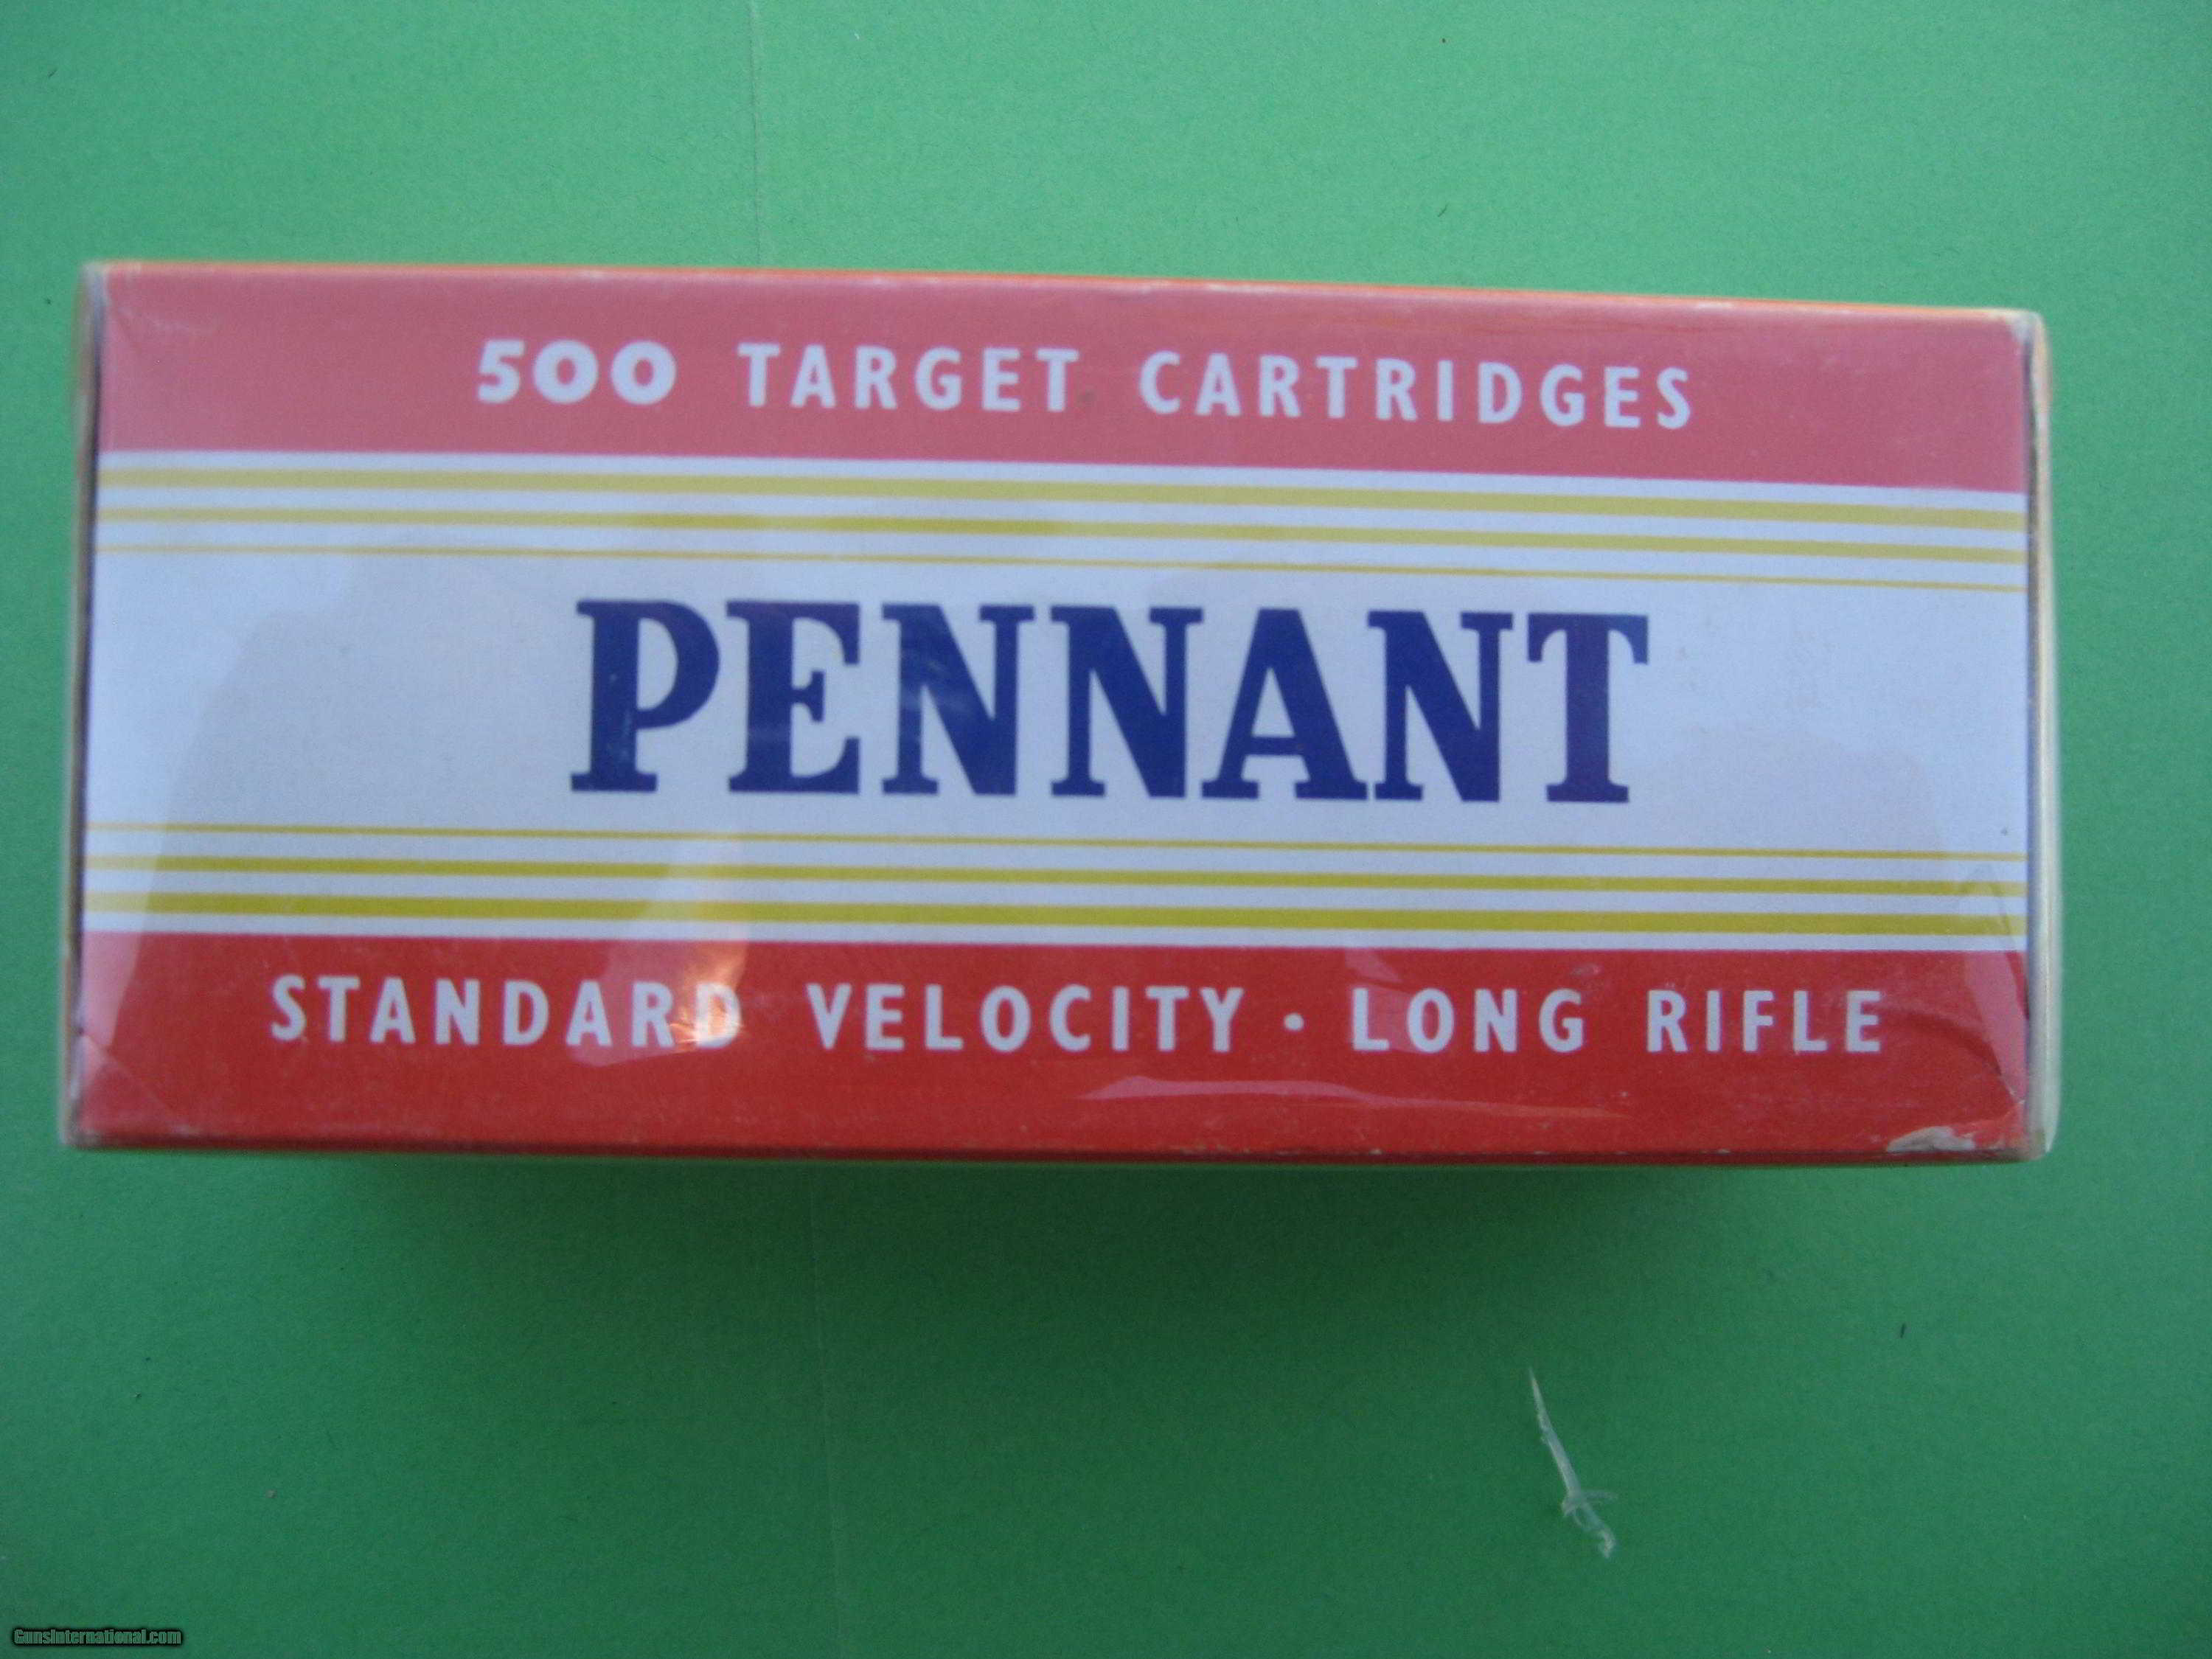 500 TARGET CARTRIDGES
PENNANT
STANDARD VELOCITY · LONG RIFLE
GunsInternational.com